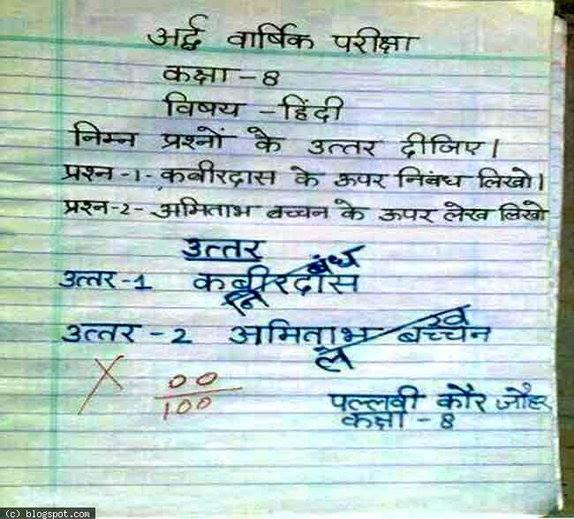 अर्द्ध वार्षिक परीक्षा
कक्षा - 8
विषय - हिंदी
निम्न प्रश्नों के उत्तर दीजिए।
प्रश्न -1- कबीरदास के ऊपर निबंध लिखो।
प्रश्न -2- अमिताभ बच्चन के ऊपर लेख लिखो
उत्तर
बंध
उत्तर -1 कबीरदास
नि
ख
उत्तर - 2 अमिताभ बच्चन
ले
X 00
100
पल्लवी कौर जौहर
कक्षा - 8
(c) blogspot.com